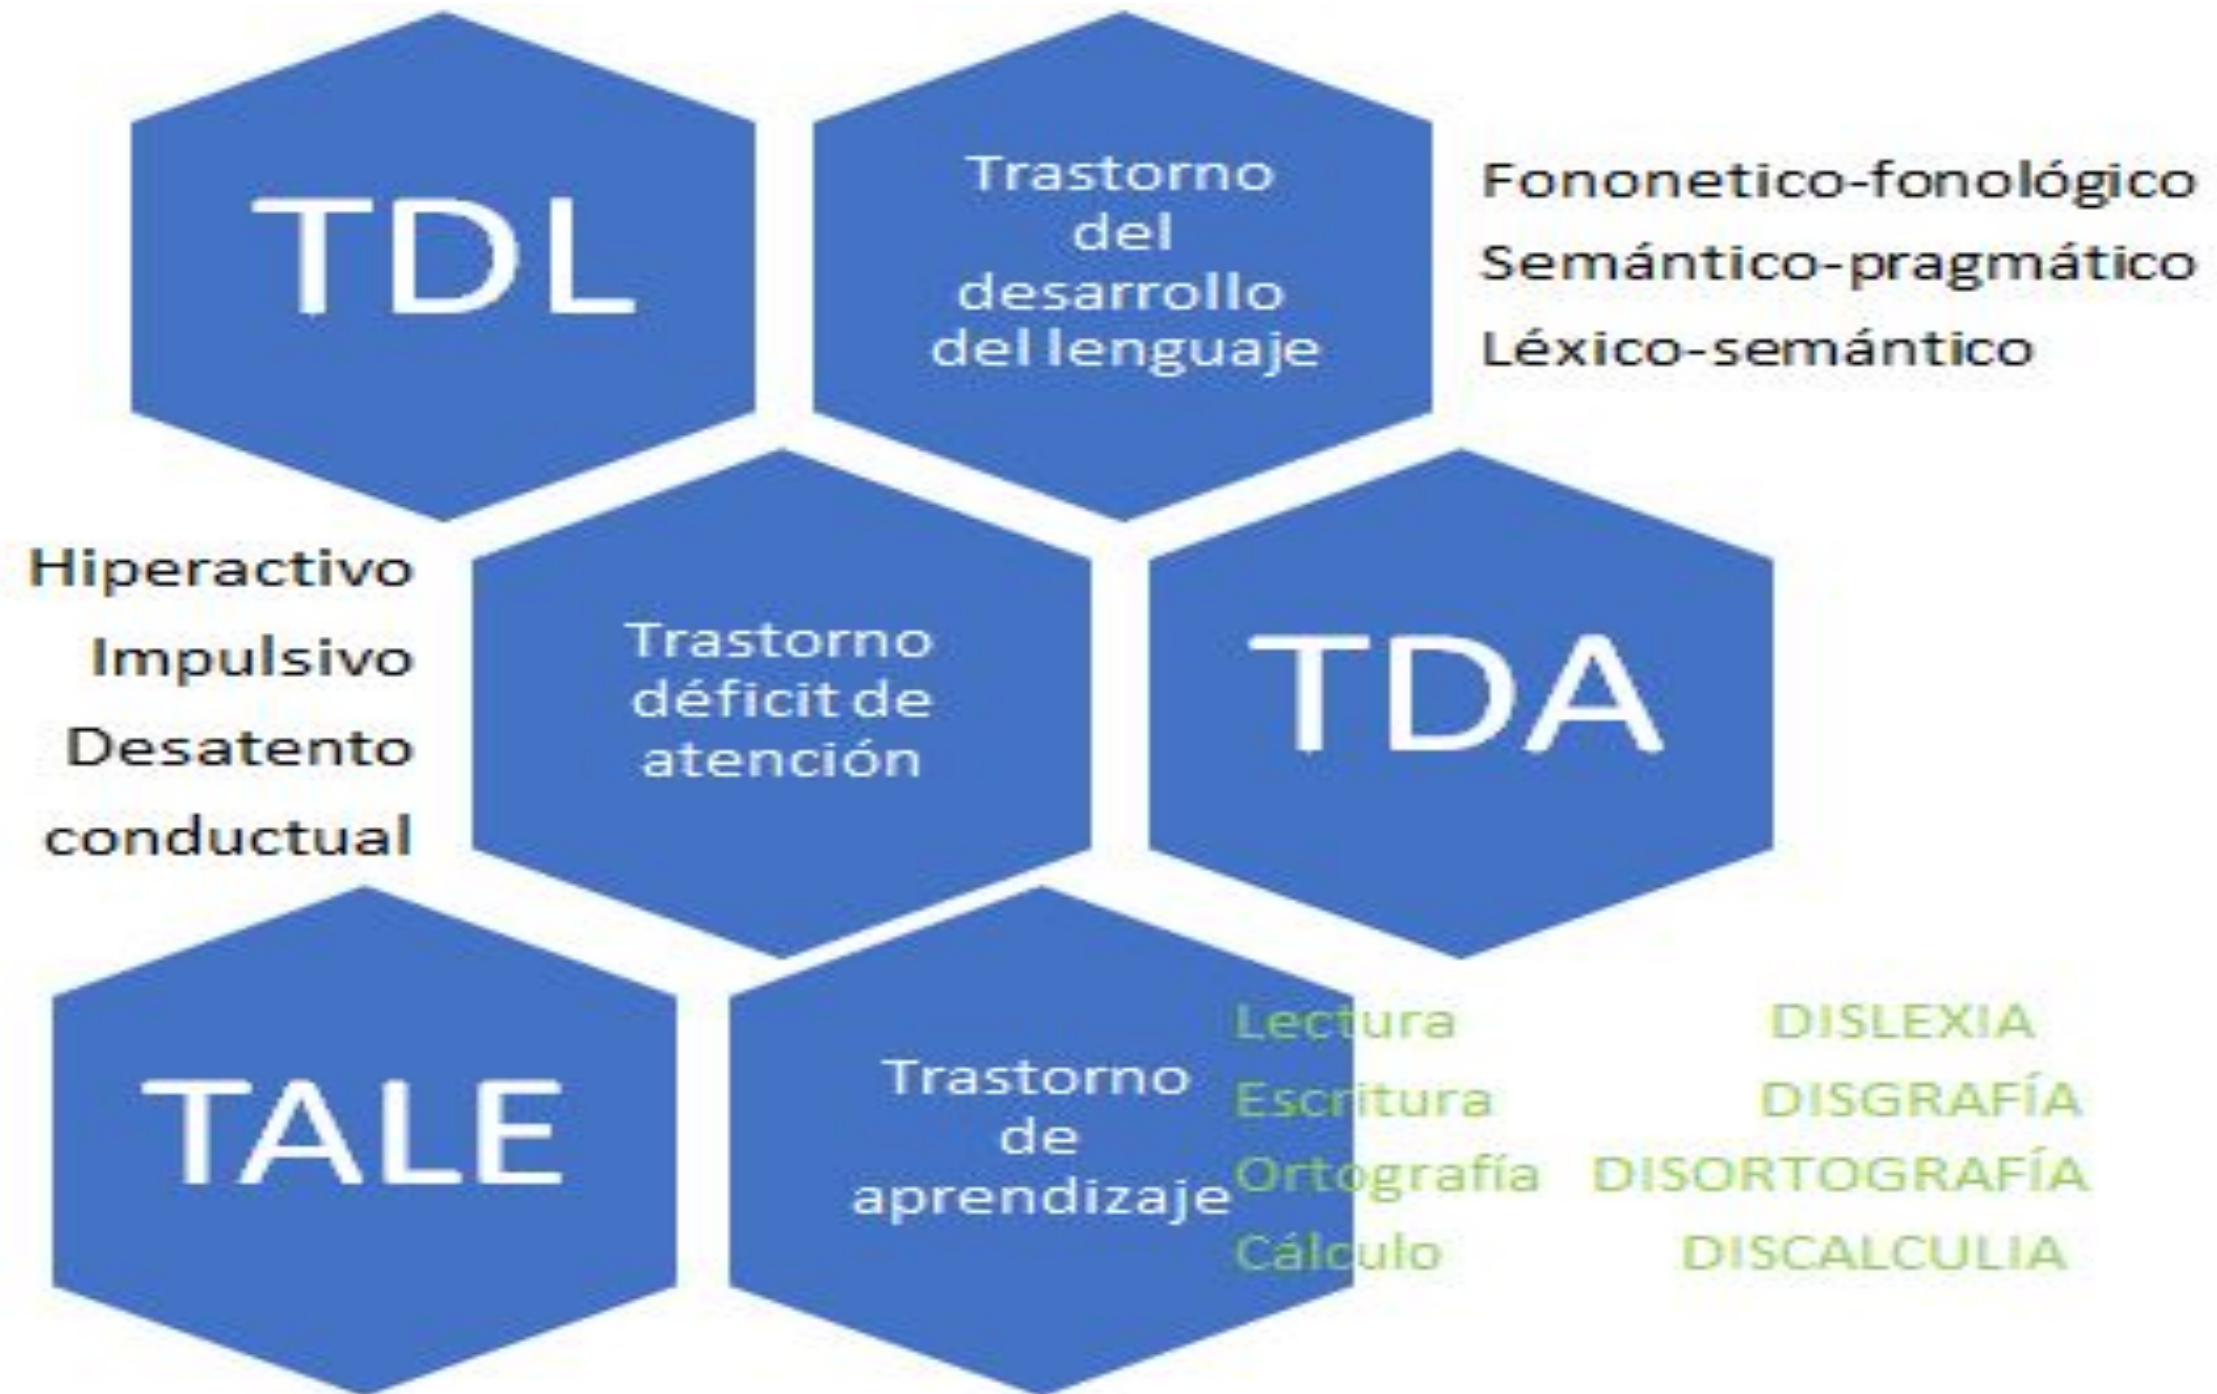 TDL
Trastorno
del
desarrollo
del lenguaje
Fononetico-fonológico
Semántico-pragmático
Léxico-semántico
Hiperactivo
Impulsivo
Desatento
conductual
Trastorno
déficit de
atención
TDA
TALE
Trastorno
de
aprendizaje
Lectura DISLEXIA
Escritura DISGRAFÍA
Ortografía DISORTOGRAFÍA
Cálculo DISCALCULIA